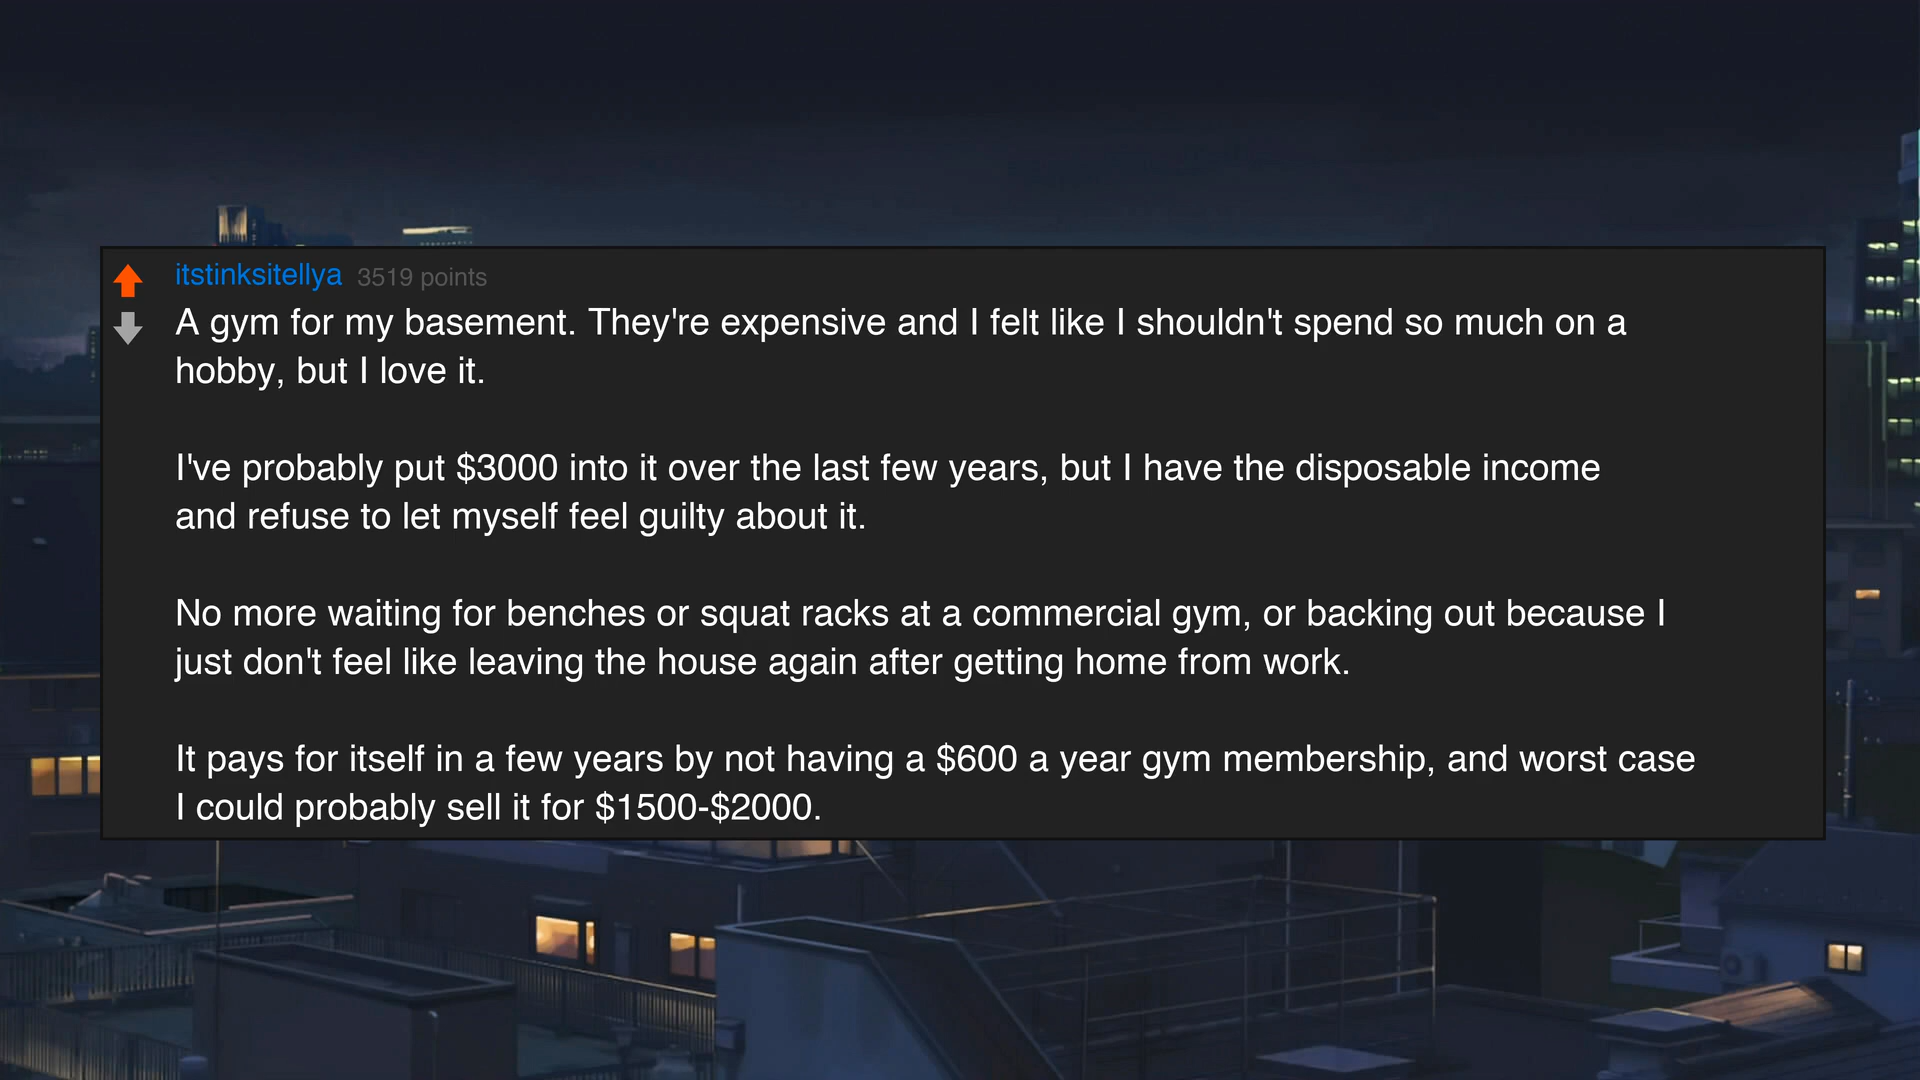 itstinksitellya 3519 points
A gym for my basement. They're expensive and I felt like I shouldn't spend so much on a
hobby, but I love it.
I've probably put $3000 into it over the last few years, but I have the disposable income
and refuse to let myself feel guilty about it.
No more waiting for benches or squat racks at a commercial gym, or backing out because I
just don't feel like leaving the house again after getting home from work.
It pays for itself in a few years by not having a $600 a year gym membership, and worst case
I could probably sell it for $1500-$2000.